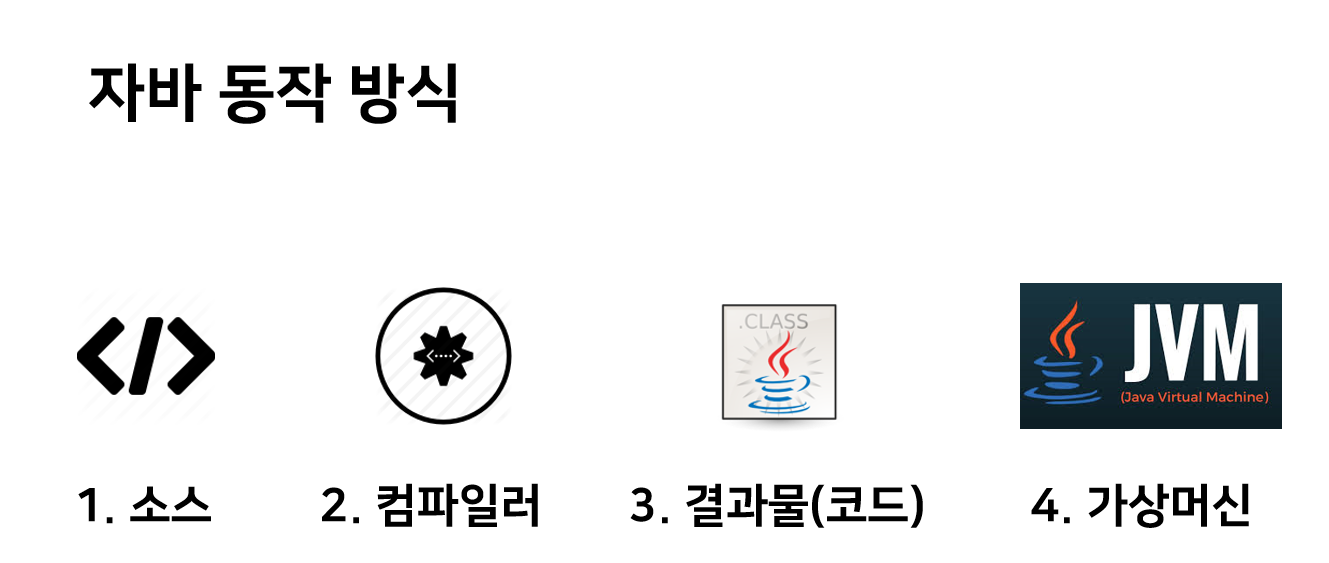 자바 동작 방식
.CLASS
JVM
(Java Virtual Machine)
1. 소스
2. 컴파일러
3. 결과물(코드)
4. 가상머신